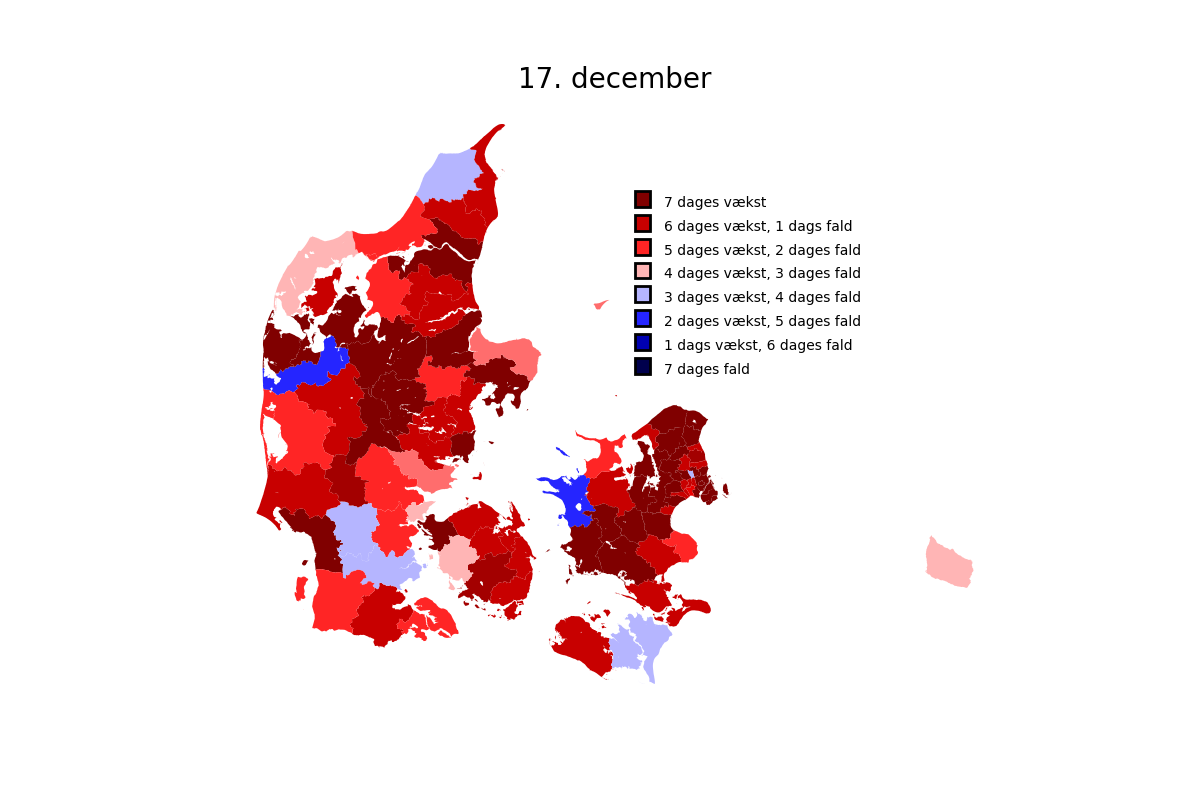 17. december
7 dages vækst
6 dages vækst, 1 dags fald
5 dages vækst, 2 dages fald
4 dages vækst, 3 dages fald
3 dages vækst, 4 dages fald
2 dages vækst, 5 dages fald
1 dags vækst, 6 dages fald
7 dages fald